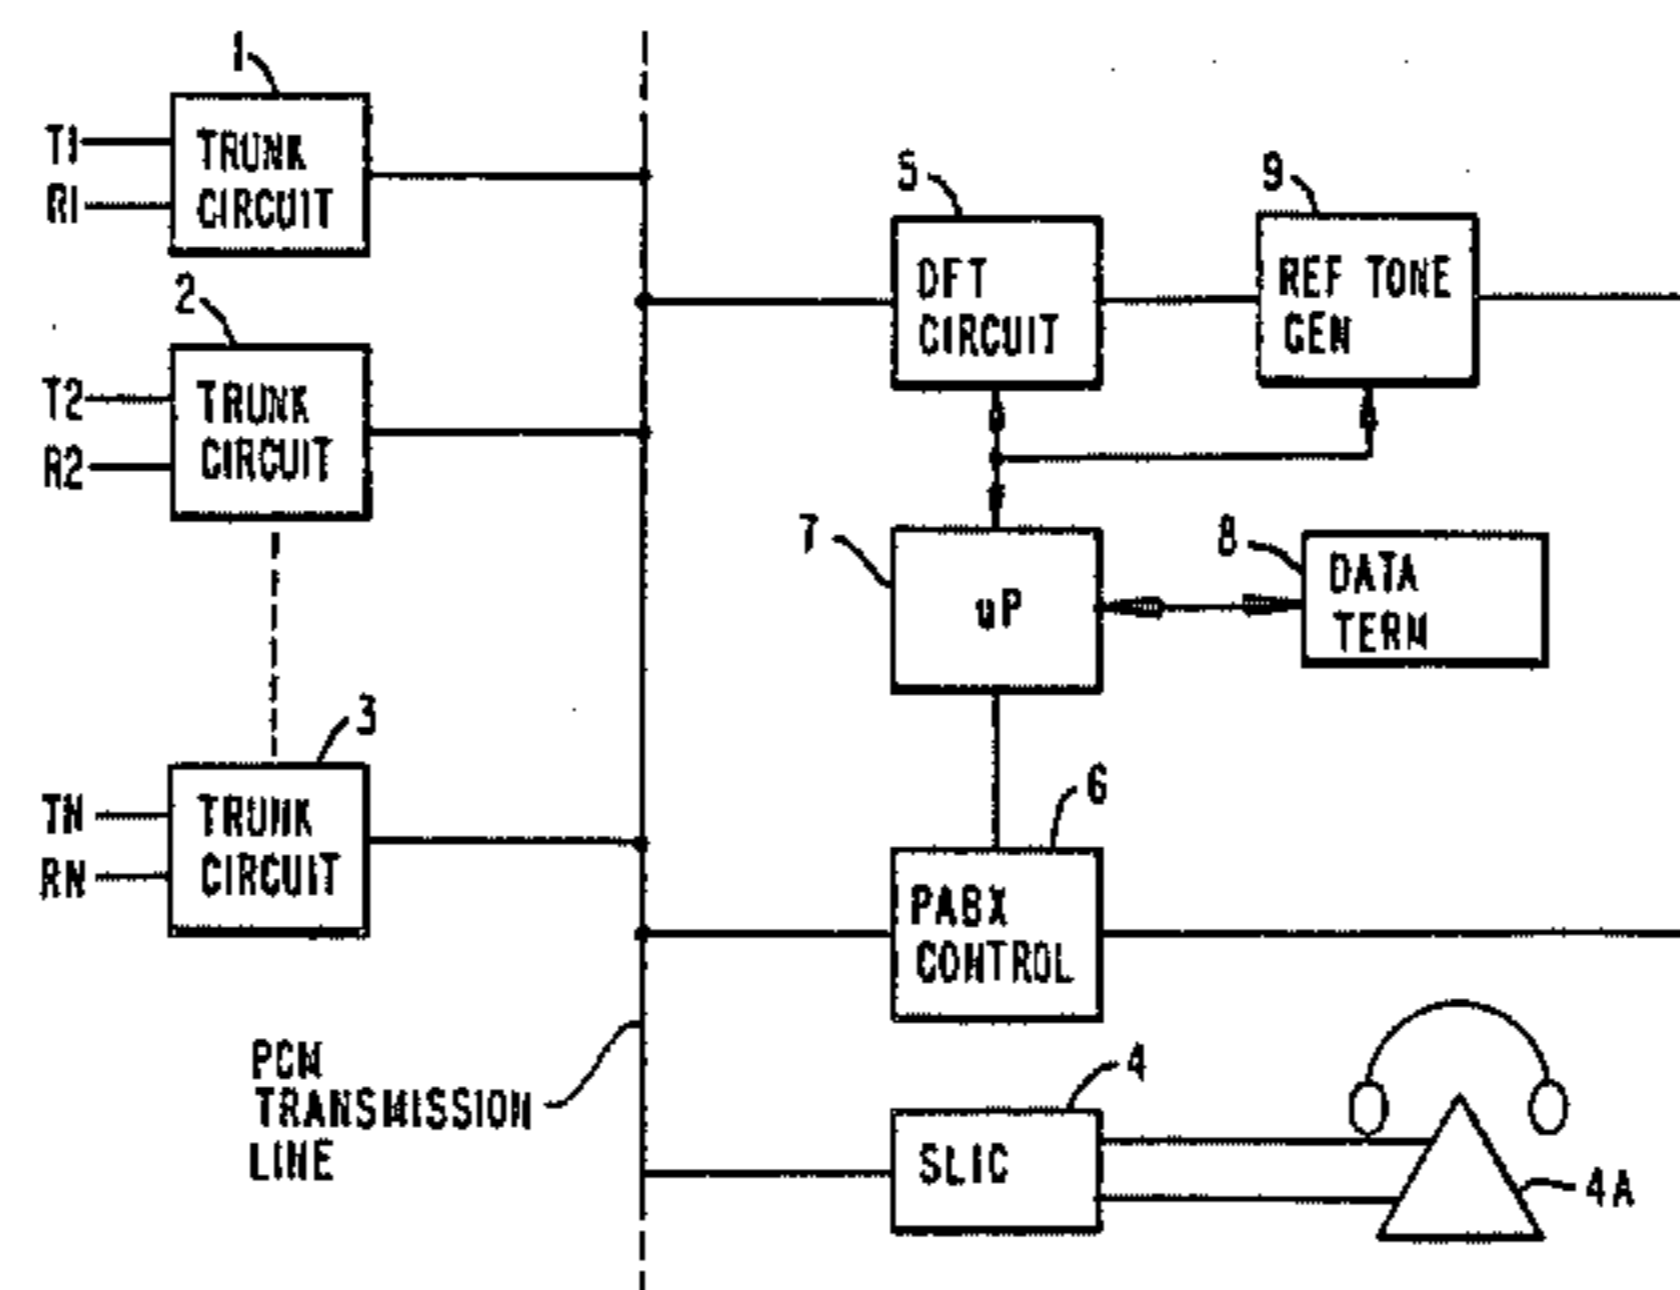 1
T1
R1
TRUNK
CIRCUIT
2
T2
R2
TRUNK
CIRCUIT
3
TN
RN
TRUNK
CIRCUIT
PCM
TRANSMISSION
LINE
5
DFT
CIRCUIT
9
REF TONE
GEN
7
uP
8
DATA
TERM
6
PABX
CONTROL
4
SLIC
4A